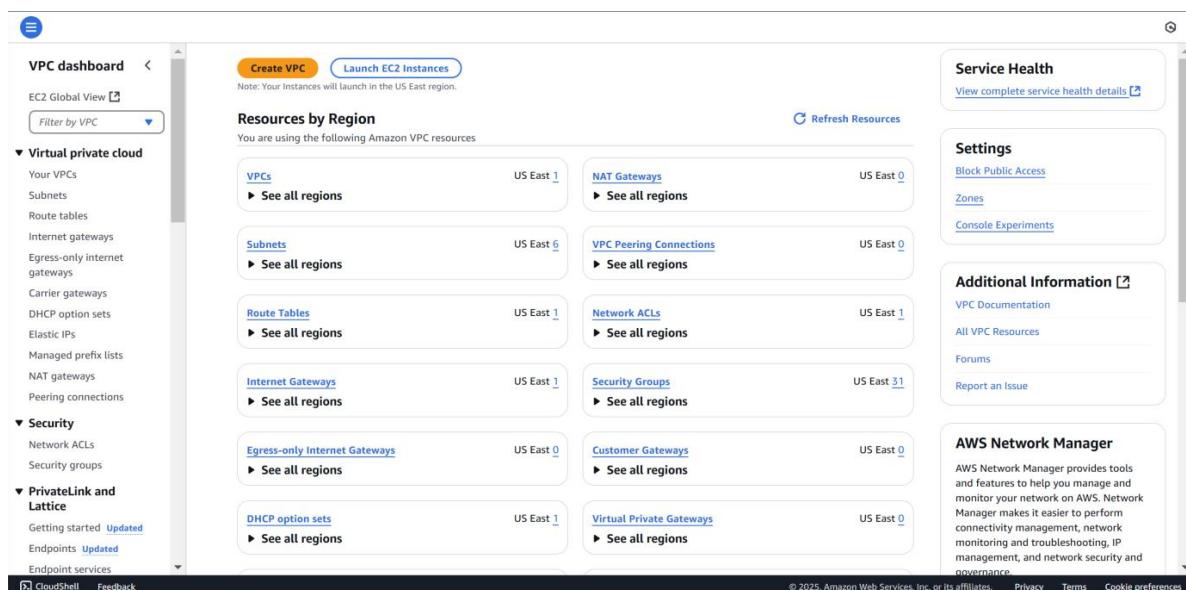 VPC dashboard
EC2 Global View
Filter by VPC
Virtual private cloud
Your VPCs
Subnets
Route tables
Internet gateways
Egress-only internet
gateways
Carrier gateways
DHCP option sets
Elastic IPs
Managed prefix lists
NAT gateways
Peering connections
Security
Network ACLs
Security groups
PrivateLink and
Lattice
Getting started Updated
Endpoints Updated
Endpoint services
Create VPC Launch EC2 Instances
Note: Your Instances will launch in the US East region.
Resources by Region Refresh Resources
You are using the following Amazon VPC resources
VPCs US East 1
See all regions
NAT Gateways US East 0
See all regions
Subnets US East 6
See all regions
VPC Peering Connections US East 0
See all regions
Route Tables US East 1
See all regions
Network ACLs US East 1
See all regions
Internet Gateways US East 1
See all regions
Security Groups US East 31
See all regions
Egress-only Internet Gateways US East 0
See all regions
Customer Gateways US East 0
See all regions
DHCP option sets US East 1
See all regions
Virtual Private Gateways US East 0
See all regions
Service Health
View complete service health details
Settings
Block Public Access
Zones
Console Experiments
Additional Information
VPC Documentation
All VPC Resources
Forums
Report an Issue
AWS Network Manager
AWS Network Manager provides tools
and features to help you manage and
monitor your network on AWS. Network
Manager makes it easier to perform
connectivity management, network
monitoring and troubleshooting, IP
management, and network security and
governance.
CloudShell Feedback © 2025, Amazon Web Services, Inc. or its affiliates. Privacy Terms Cookie preferences